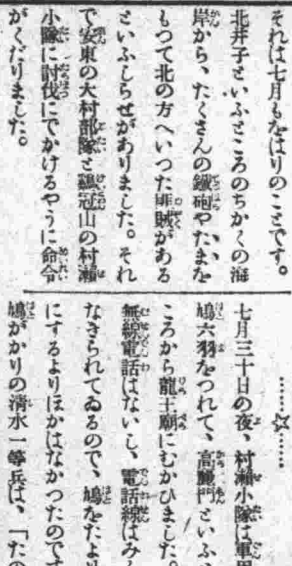 それは七月もをはりのことです。
北井子といふところのちかくの海
岸から、たくさんの鐵砲やたまを
もつて北の方へいつた匪賊がある
といふしらせがありました。それ
で安東の大村部隊と鷄冠山の村瀬
小隊に討伐にでかけるやうに命令
がくだりました。
……☆……
七月三十日の夜、村瀬小隊は軍用
鳩六羽をつれて、高麗門といふ
ころから龍王廟にむかひました。
無線電話はないし、電話線はみ
なきられてゐるので、鳩をたよ
にするよりほかはなかつたのです
鳩がかりの清水一等兵は、「た